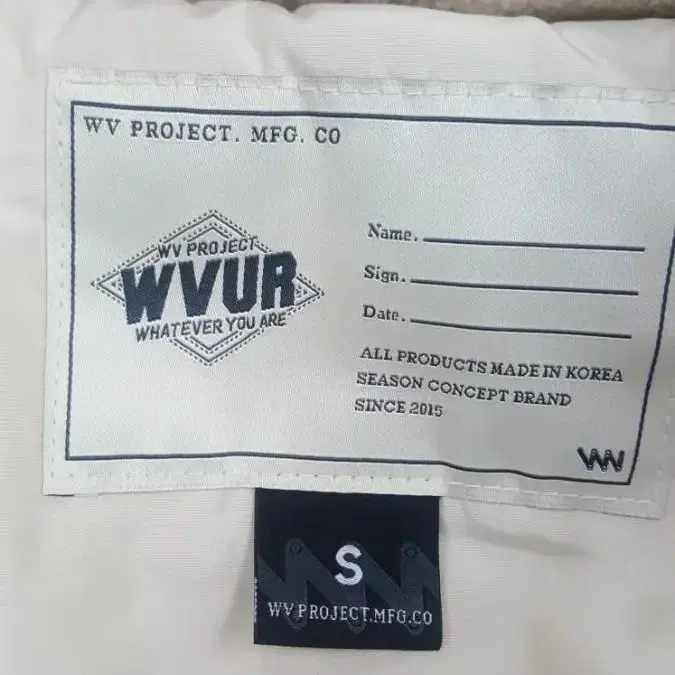 WV PROJECT. MFG. CO
WV PROJECT
WVUR
WHATEVER YOU ARE
Name.
Sign.
Date.
ALL PRODUCTS MADE IN KOREA
SEASON CONCEPT BRAND
SINCE 2015
S
WV PROJECT.MFG.CO